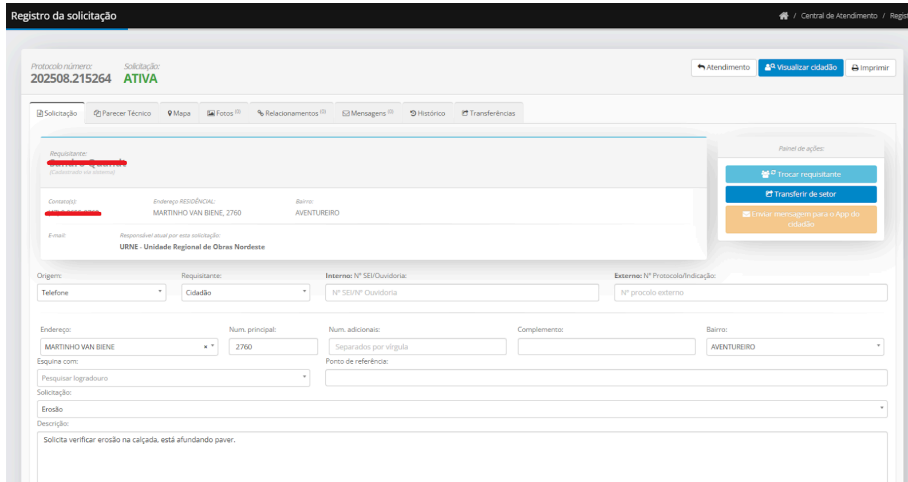 Registro da solicitação
/ Central de Atendimento / Regist
Protocolo número: Solicitação:
202508.215264 ATIVA
Atendimento Visualizar cidadão Imprimir
Solicitação Parecer Técnico Mapa Fotos (0) Relacionamentos (0) Mensagens (0) Histórico Transferências
Requisitante:
(Cadastrado via sistema)
Painel de ações:
Trocar requisitante
Transferir de setor
Enviar mensagem para o App do
cidadão
Contato(s): Endereço RESIDÊNCIAL: Bairro:
MARTINHO VAN BIENE, 2760 AVENTUREIRO
E-mail: Responsável atual por esta solicitação:
URNE - Unidade Regional de Obras Nordeste
Origem: Requisitante: Interno: Nº SEI/Ouvidoria: Externo: Nº Protocolo/Indicação:
Telefone Cidadão Nº SEI/Nº Ouvidoria Nº procolo externo
Endereço: Num. principal: Num. adicionais: Complemento: Bairro:
MARTINHO VAN BIENE × 2760 Separados por vírgula AVENTUREIRO
Esquina com: Ponto de referência:
Pesquisar logradouro
Solicitação:
Erosão
Descrição:
Solicita verificar erosão na calçada, está afundando paver.